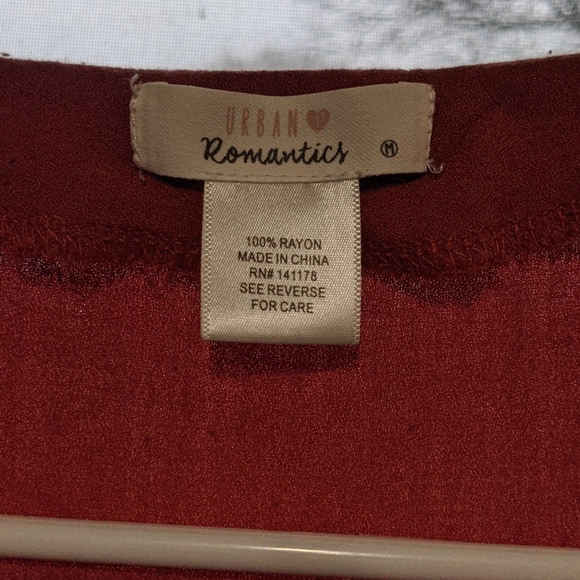 URBAN
Romantics M
100% RAYON
MADE IN CHINA
RN# 141178
SEE REVERSE
FOR CARE